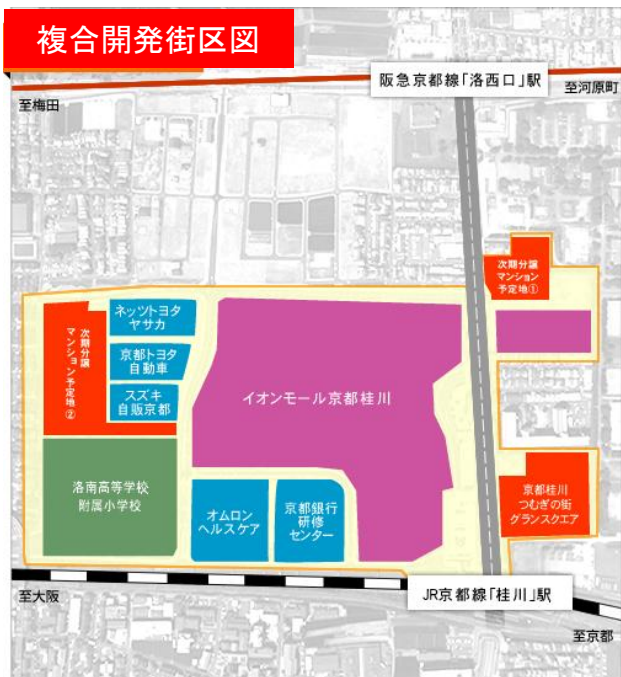 複合開発街区図
阪急京都線「洛西口」駅
至河原町
至梅田
次期分譲
マンション
予定地①
ネッツトヨタ
ヤサカ
京都トヨタ
自動車
スズキ
自販京都
次期分譲
マンション予定地②
イオンモール京都桂川
洛南高等学校
附属小学校
オムロン
ヘルスケア
京都銀行
研修
センター
京都桂川
つむぎの街
グランスクエア
JR京都線「桂川」駅
至大阪
至京都